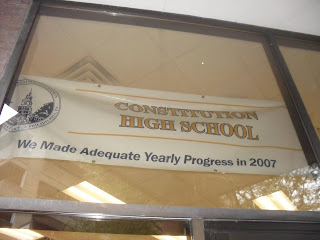 CONSTITUTION
HIGH SCHOOL
We Made Adequate Yearly Progress in 2007